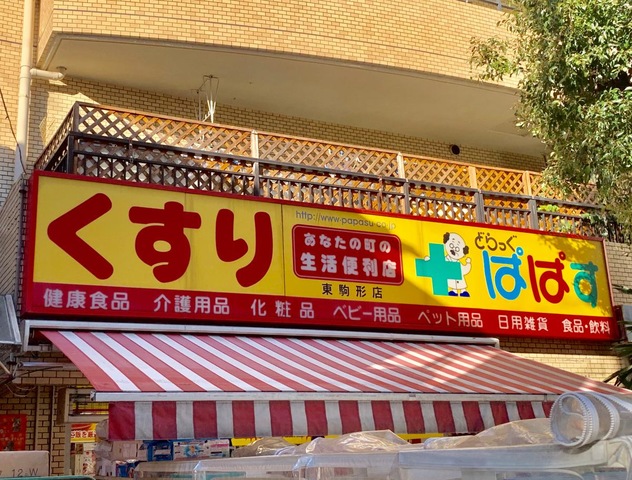 くすり
http://www.papasu.co.jp
あなたの町の
生活便利店
東駒形店
どらっぐ
ぱぱす
健康食品 介護用品 化粧品 ベビー用品 ペット用品 日用雑貨 食品・飲料
12-W